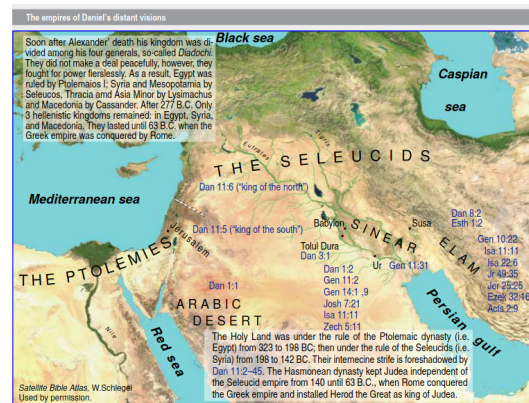 The empires of Daniel's distant visions
Soon after Alexander' death his kingdom was di-
vided among his four generals, so-called Diadochi.
They did not make a deal peacefully, however, they
fought for power fierslessly. As a result, Egypt was
ruled by Ptolemaios I; Syria and Mesopotamia by
Seleucos, Thracia amd Asia Minor by Lysimachus
and Macedonia by Cassander. After 277 B.C. Only
3 hellenistic kingdoms remained: in Egypt, Syria,
and Macedonia. They lasted until 63 B.C. when the
Greek empire was conquered by Rome.
Black sea
Caspian
sea
Mediterranean sea
Eufrates
Tigris
THE SELEUCIDS
Dan 11:6 ("king of the north")
Dan 11:5 ("king of the south")
Jerusalem
THE PTOLEMIES
Nile
Dan 1:1
ARABIC
DESERT
Red sea
Babylon
SINEAR
Susa
Dan 8:2
Esth 1:2
ELAM
Gen 10:22
Isa 11:11
Isa 22:6
Jr 49:35
Jer 25:25
Ezek 32:16
Acts 2:9
Tolul Dura
Dan 3:1
Ur
Gen 11:31
Dan 1:2
Gen 11:2
Gen 14:1 ,9
Josh 7:21
Isa 11:11
Zech 5:11
Persian gulf
The Holy Land was under the rule of the Ptolemaic dynasty (i.e.
Egypt) from 323 to 198 BC; then under the rule of the Seleucids (i.e.
Syria) from 198 to 142 BC. Their internecine strife is foreshadowed by
Dan 11:2–45. The Hasmonean dynasty kept Judea independent of
the Seleucid empire from 140 until 63 B.C., when Rome conquered
the Greek empire and installed Herod the Great as king of Judea.
Satellite Bible Atlas, W.Schlegel
Used by permission.